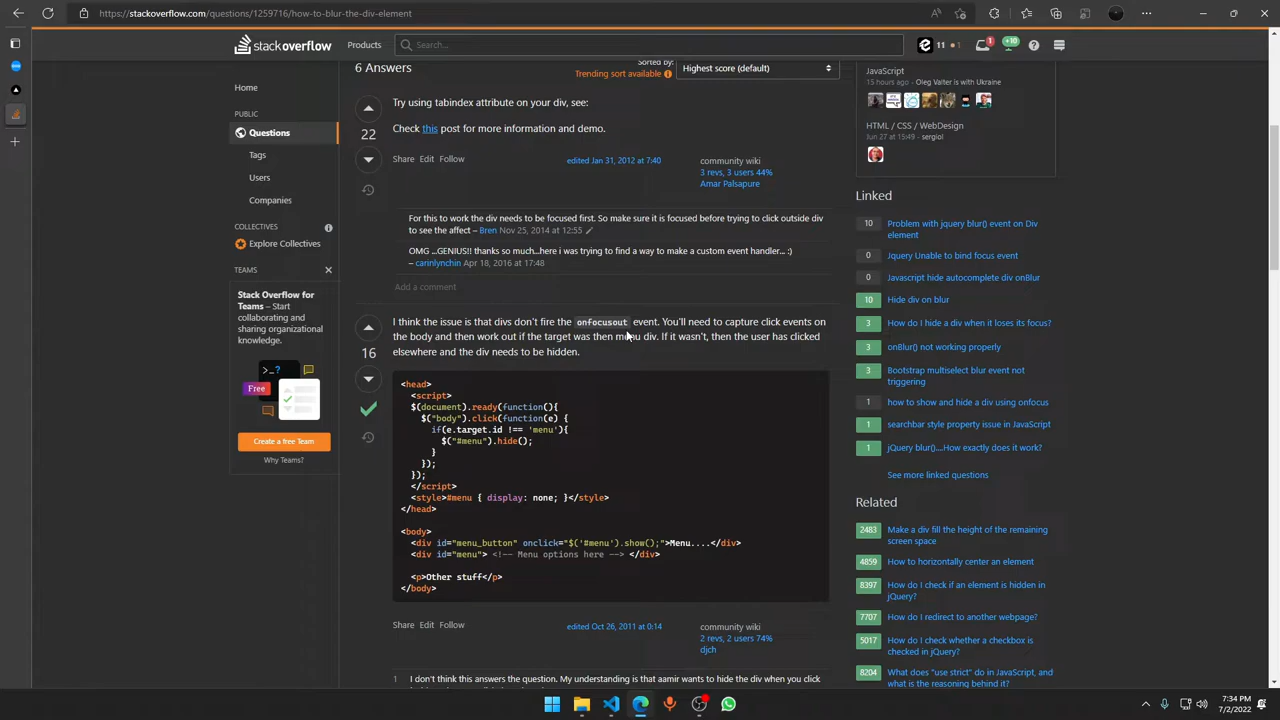 https://stackoverflow.com/questions/1259716/how-to-blur-the-div-element
stackoverflow
Products
Search...
11
1
1
+10
Home
PUBLIC
Questions
Tags
Users
Companies
COLLECTIVES
Explore Collectives
TEAMS
Stack Overflow for
Teams – Start
collaborating and
sharing organizational
knowledge.
Free
Create a free Team
Why Teams?
6 Answers
Sorted by:
Trending sort available
Highest score (default)
22
Try using tabindex attribute on your div, see:
Check this post for more information and demo.
Share Edit Follow
edited Jan 31, 2012 at 7:40
community wiki
3 revs, 3 users 44%
Amar Palsapure
For this to work the div needs to be focused first. So make sure it is focused before trying to click outside div
to see the affect – Bren Nov 25, 2014 at 12:55
OMG ...GENIUS!! thanks so much...here i was trying to find a way to make a custom event handler... :)
– carinlynchin Apr 18, 2016 at 17:48
Add a comment
16
I think the issue is that divs don't fire the onfocusout event. You'll need to capture click events on
the body and then work out if the target was then menu div. If it wasn't, then the user has clicked
elsewhere and the div needs to be hidden.
<head>
<script>
$(document).ready(function(){
$("body").click(function(e) {
if(e.target.id !== 'menu'){
$("#menu").hide();
}
});
});
</script>
<style>#menu { display: none; }</style>
</head>
<body>
<div id="menu_button" onclick="$('#menu').show();">Menu....</div>
<div id="menu"> <!-- Menu options here --> </div>
<p>Other stuff</p>
</body>
Share Edit Follow
edited Oct 26, 2011 at 0:14
community wiki
2 revs, 2 users 74%
djch
1 I don't think this answers the question. My understanding is that aamir wants to hide the div when you click
JavaScript
15 hours ago - Oleg Valter is with Ukraine
HTML / CSS / WebDesign
Jun 27 at 15:49 - sergiol
Linked
10 Problem with jquery blur() event on Div
element
0 Jquery Unable to bind focus event
0 Javascript hide autocomplete div onBlur
10 Hide div on blur
3 How do I hide a div when it loses its focus?
3 onBlur() not working properly
3 Bootstrap multiselect blur event not
triggering
1 how to show and hide a div using onfocus
1 searchbar style property issue in JavaScript
1 jQuery blur()....How exactly does it work?
See more linked questions
Related
2483 Make a div fill the height of the remaining
screen space
4859 How to horizontally center an element
8397 How do I check if an element is hidden in
jQuery?
7707 How do I redirect to another webpage?
5017 How do I check whether a checkbox is
checked in jQuery?
8204 What does "use strict" do in JavaScript, and
what is the reasoning behind it?
7:34 PM
7/2/2022